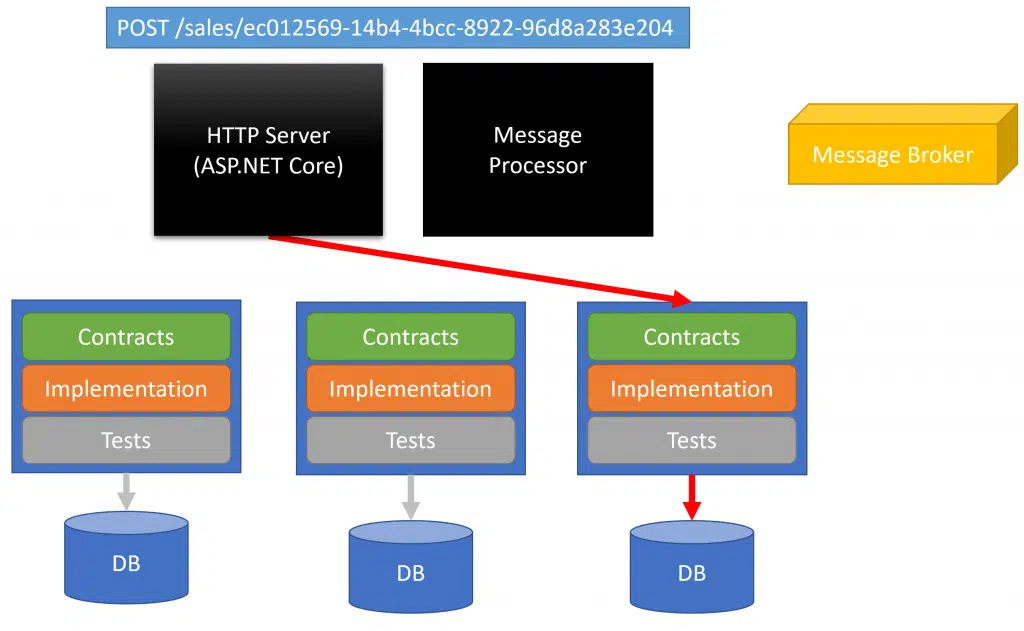 POST /sales/ec012569-14b4-4bcc-8922-96d8a283e204
HTTP Server
(ASP.NET Core)
Message
Processor
Message Broker
Contracts
Implementation
Tests
DB
Contracts
Implementation
Tests
DB
Contracts
Implementation
Tests
DB